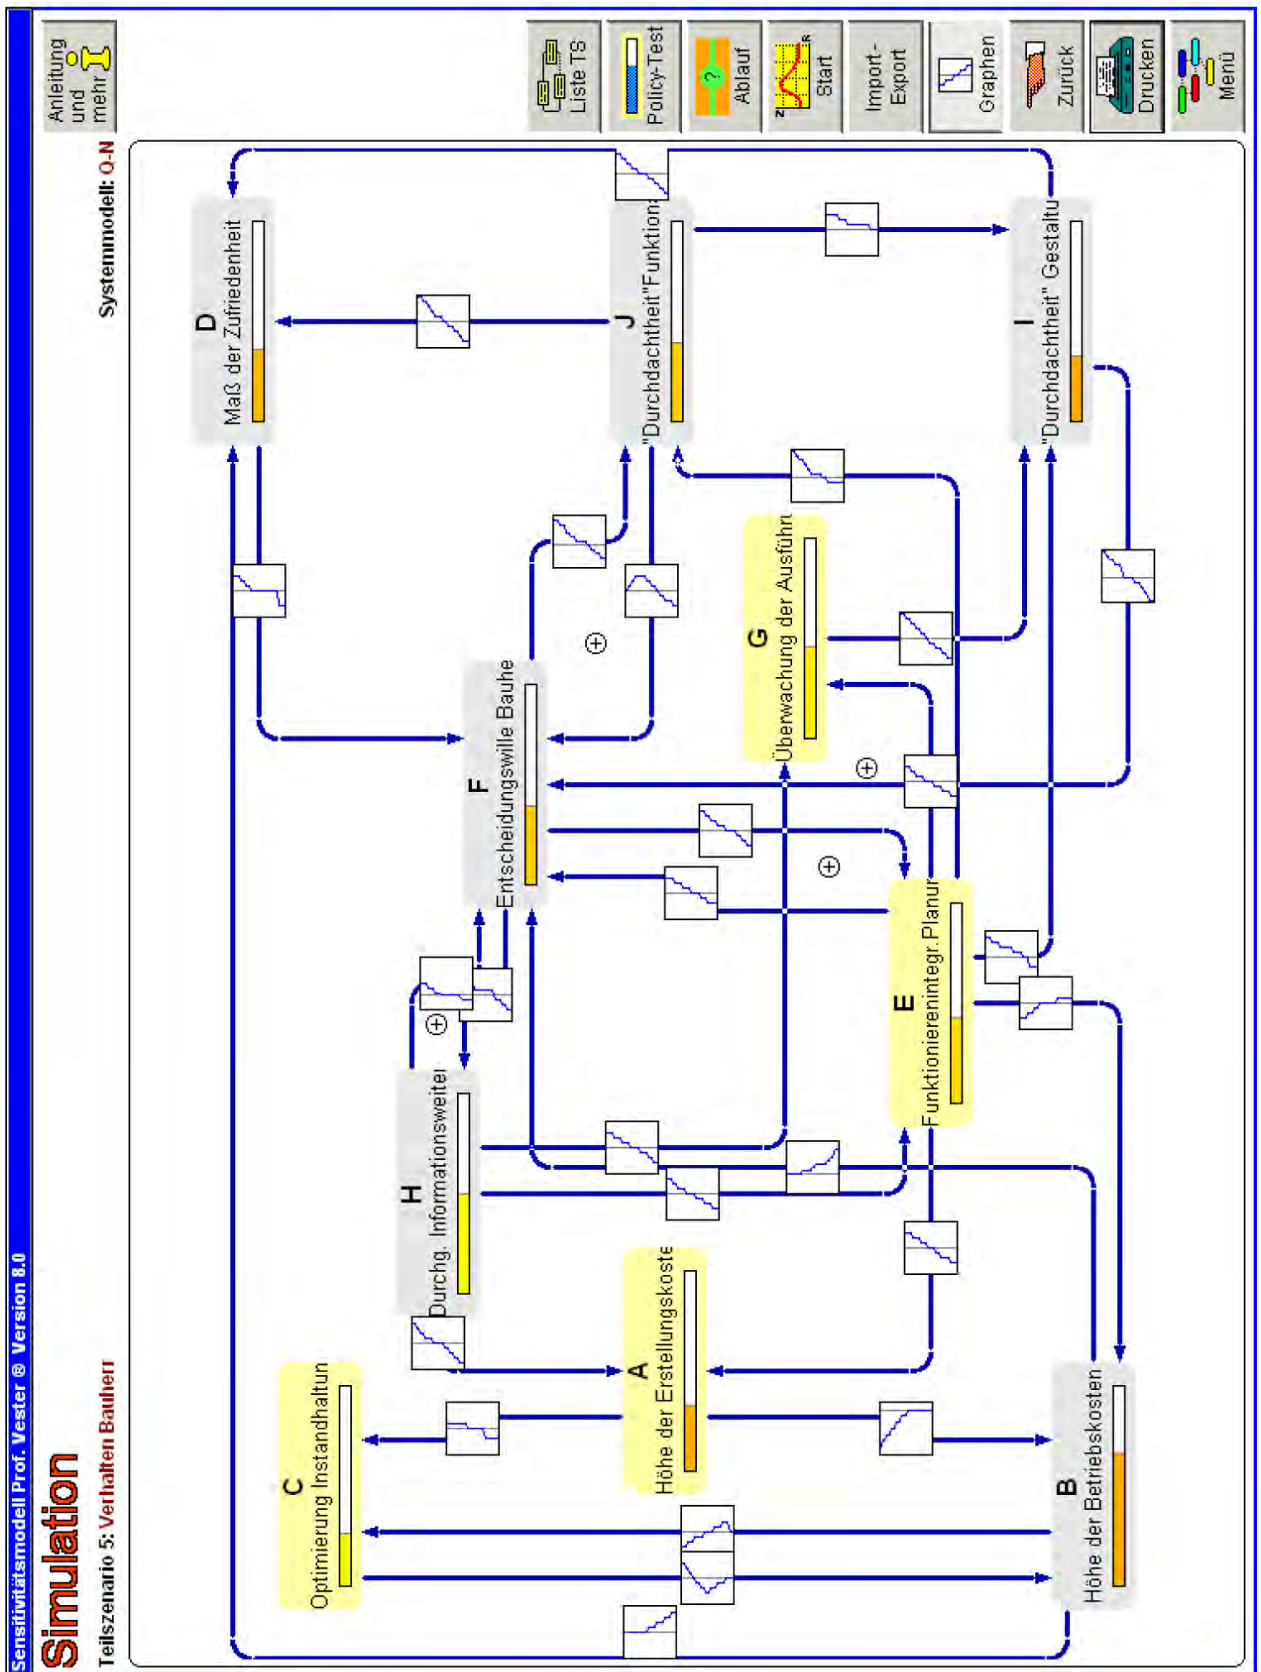 Sensitivitätsmodell Prof. Vester ® Version 8.0
Simulation
Anleitung
und
mehr
Teilszenario 5: Verhalten Bauherr
Systemmodell: O-N
D
Maß der Zufriedenheit
C
Optimierung Instandhaltun
H
Durchg. Informationsweiter
F
Entscheidungswille Bauhe
J
"Durchdachtheit"Funktion
A
Höhe der Erstellungskoste
G
Überwachung der Ausführu
E
Funktionierenintegr.Planun
B
Höhe der Betriebskosten
I
"Durchdachtheit" Gestaltu
Liste TS
Policy-Test
?
Ablauf
Z
R
Start
Import-
Export
Graphen
Zurück
Drucken
Menü